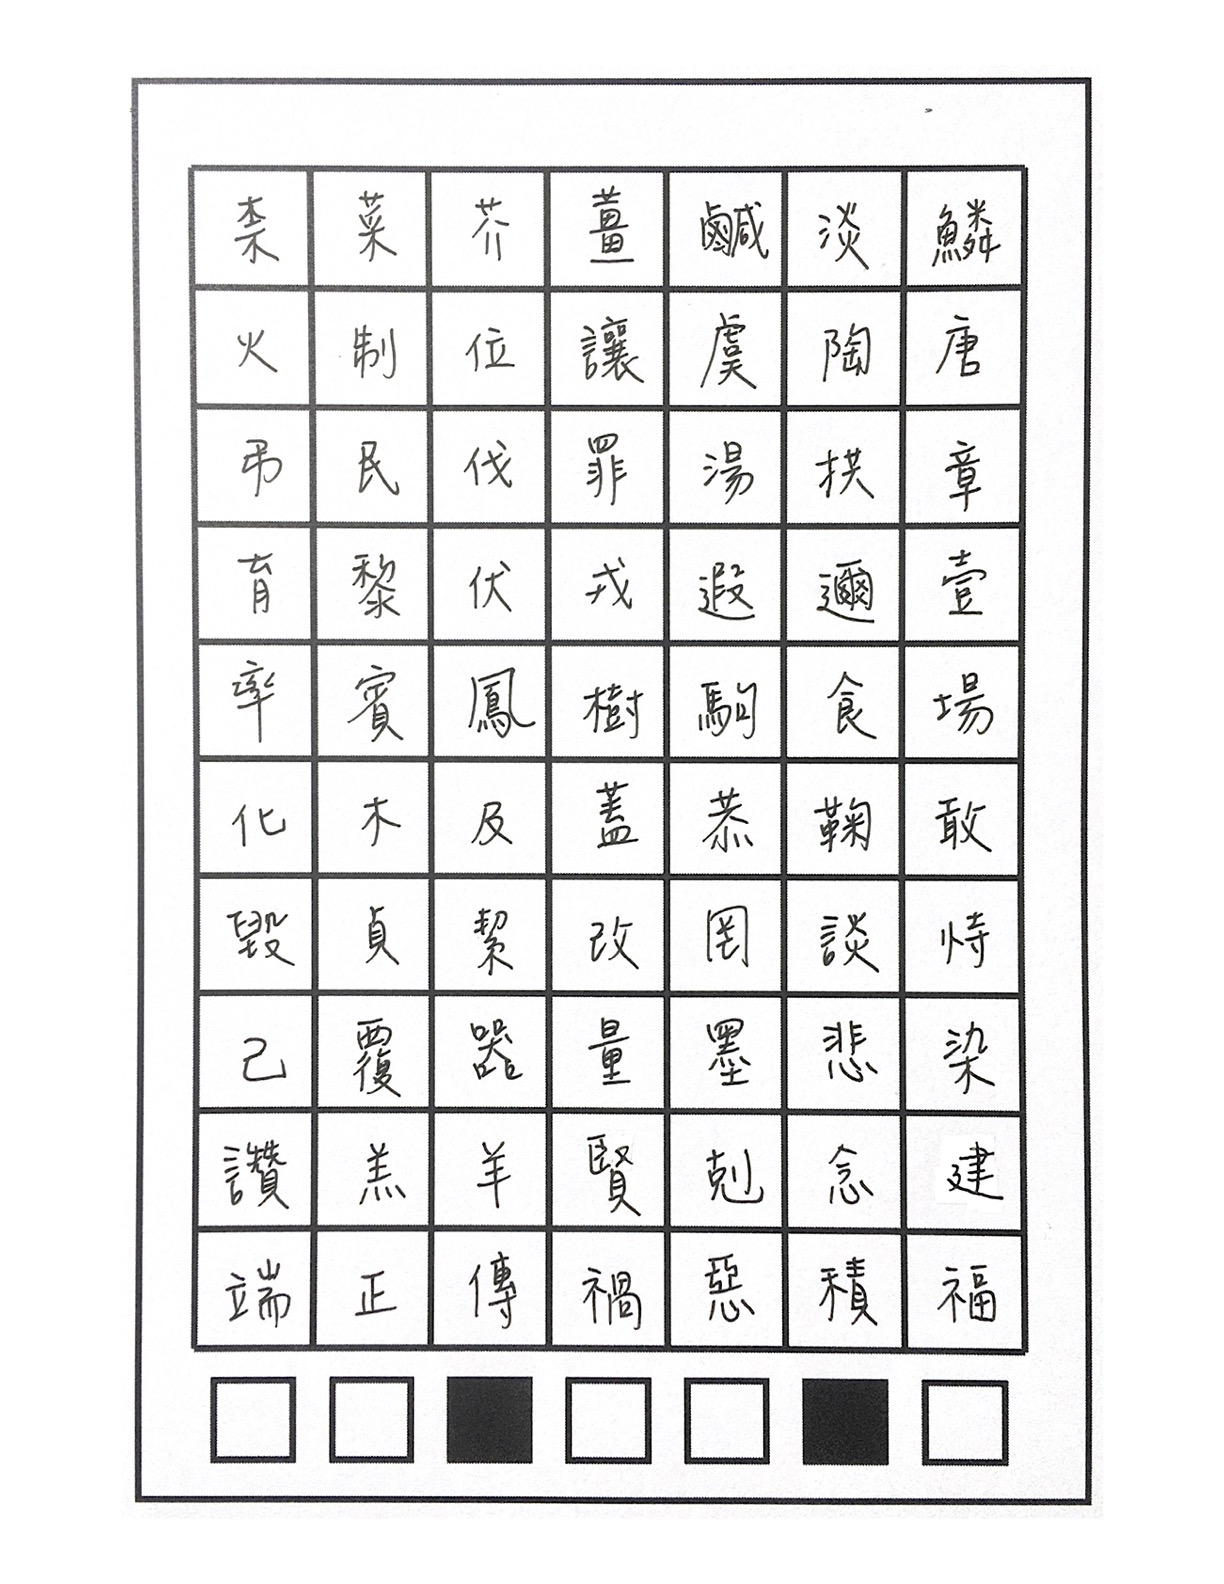 柰菜芥薑鹹淡鱗
火制位讓虞陶唐
弔民伐罪湯拱章
育黎伏戎遐邇壹
率賓鳳樹駒食場
化木及蓋恭鞠敢
毀貞絜改罔談恃
己覆器量墨悲染
讚羔羊賢剋念建
端正傳禍惡積福